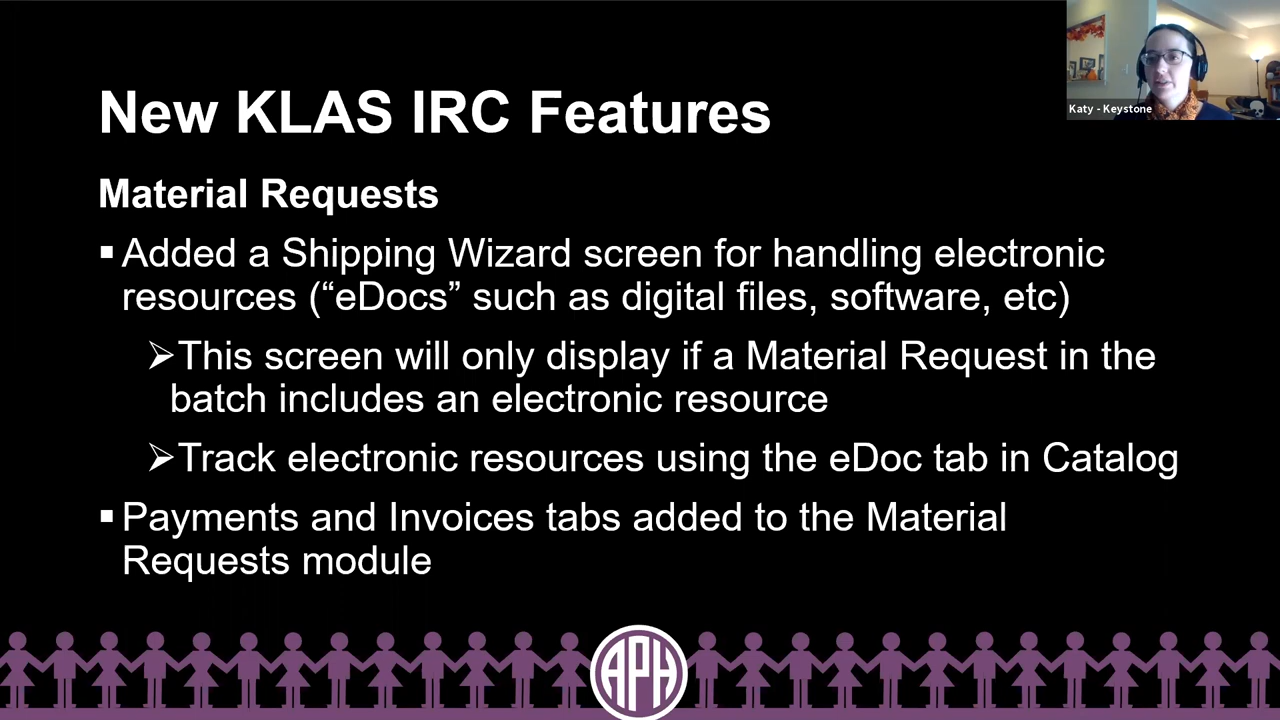 New KLAS IRC Features
Katy - Keystone
Material Requests
▪ Added a Shipping Wizard screen for handling electronic
resources (“eDocs” such as digital files, software, etc)
➢This screen will only display if a Material Request in the
batch includes an electronic resource
➢Track electronic resources using the eDoc tab in Catalog
▪ Payments and Invoices tabs added to the Material
Requests module
APH